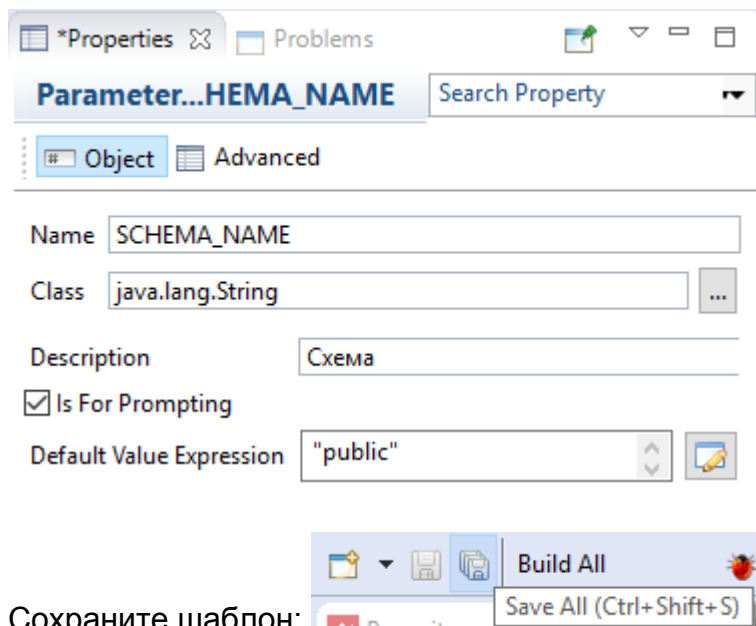 *Properties Problems
Parameter...HEMA_NAME Search Property
Object Advanced
Name SCHEMA_NAME
Class java.lang.String ...
Description Схема
Is For Prompting
Default Value Expression "public"
Build All
Save All (Ctrl+Shift+S)
Сохраните шаблон: